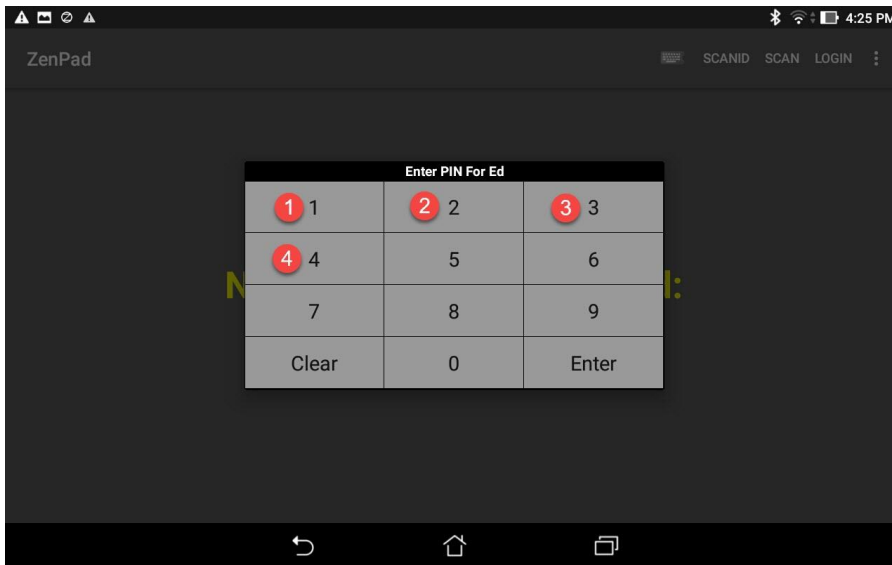 4:25 PM
ZenPad SCANID SCAN LOGIN
Enter PIN For Ed
1 1 2 2 3 3
4 4 5 6
7 8 9
Clear 0 Enter